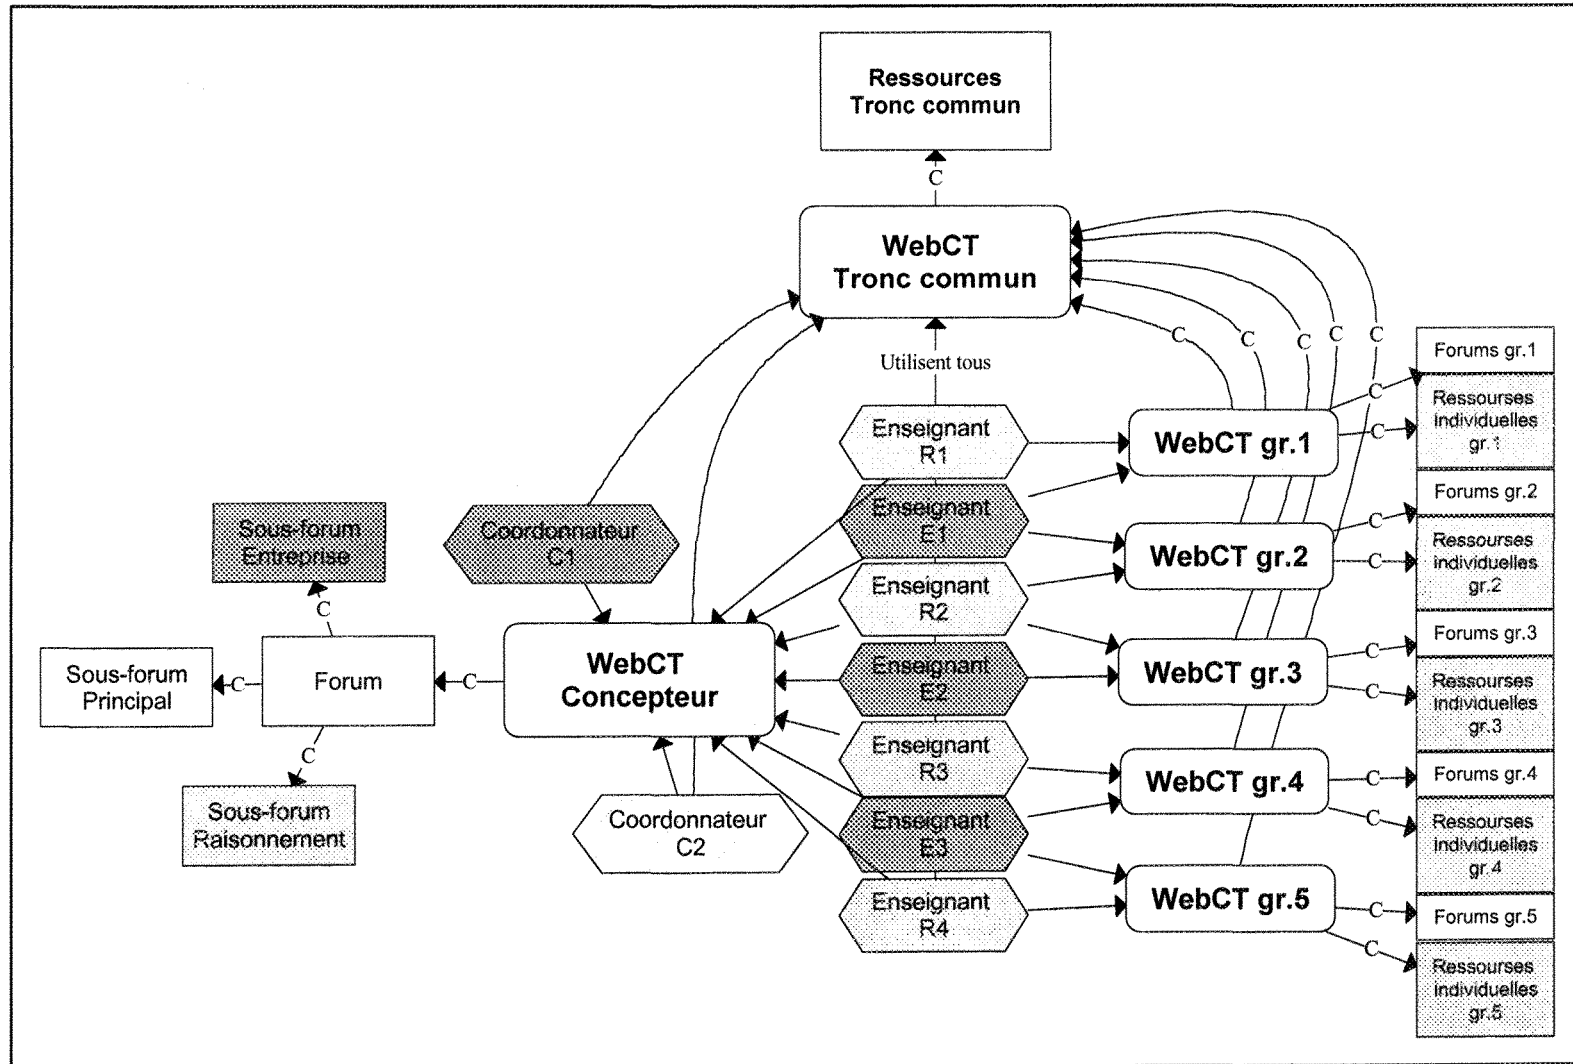 Ressources
Tronc commun
C
WebCT
Tronc commun
C
C
C
C
C
Utilisent tous
Enseignant
R1
Enseignant
E1
Enseignant
R2
Enseignant
E2
Enseignant
R3
Enseignant
E3
Enseignant
R4
WebCT gr.1
WebCT gr.2
WebCT gr.3
WebCT gr.4
WebCT gr.5
C
C
C
C
C
C
C
C
C
C
Forums gr.1
Ressourses
individuelles
gr.1
Forums gr.2
Ressourses
individuelles
gr.2
Forums gr.3
Ressourses
individuelles
gr.3
Forums gr.4
Ressourses
individuelles
gr.4
Forums gr.5
Ressourses
individuelles
gr.5
Sous-forum
Entreprise
Coordonnateur
C1
C
Sous-forum
Principal
C
Forum
C
WebCT
Concepteur
C
Sous-forum
Raisonnement
Coordonnateur
C2